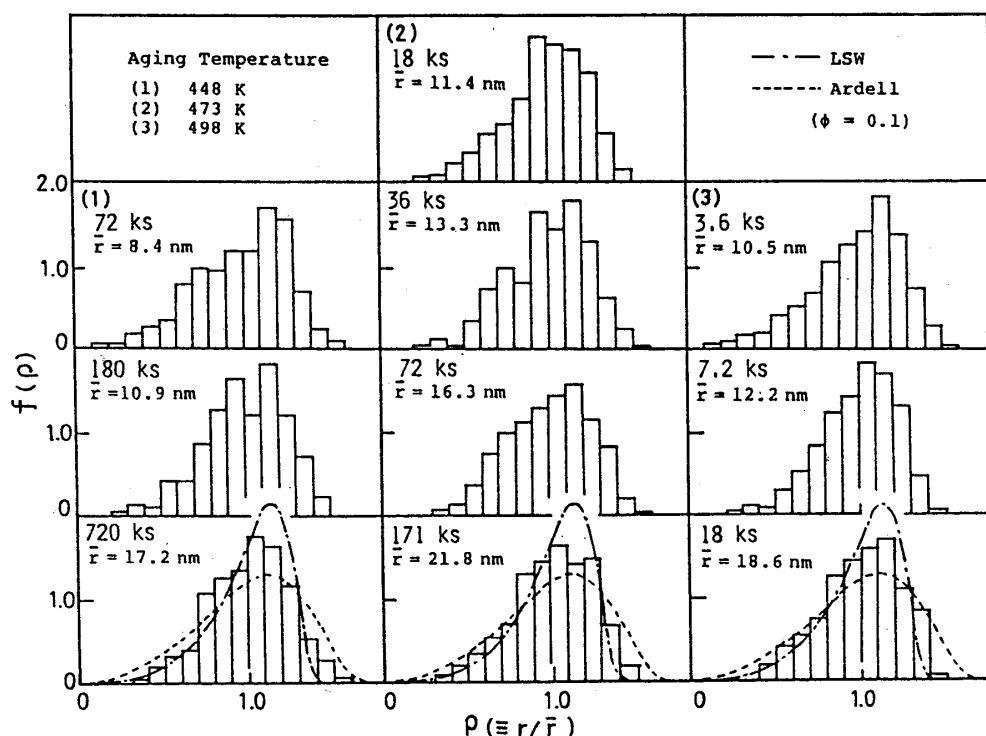 Aging Temperature
(1) 448 K
(2) 473 K
(3) 498 K
(2)
18 ks
r̄ = 11.4 nm
LSW
Ardell
(ϕ = 0.1)
2.0
(1)
72 ks
r̄ = 8.4 nm
1.0
0
36 ks
r̄ = 13.3 nm
(3)
3.6 ks
r̄ = 10.5 nm
f(ρ)
180 ks
r̄ = 10.9 nm
1.0
0
72 ks
r̄ = 16.3 nm
7.2 ks
r̄ = 12.2 nm
720 ks
r̄ = 17.2 nm
1.0
0
171 ks
r̄ = 21.8 nm
18 ks
r̄ = 18.6 nm
0 1.0 0 1.0 0 1.0
ρ (≡ r/r̄)